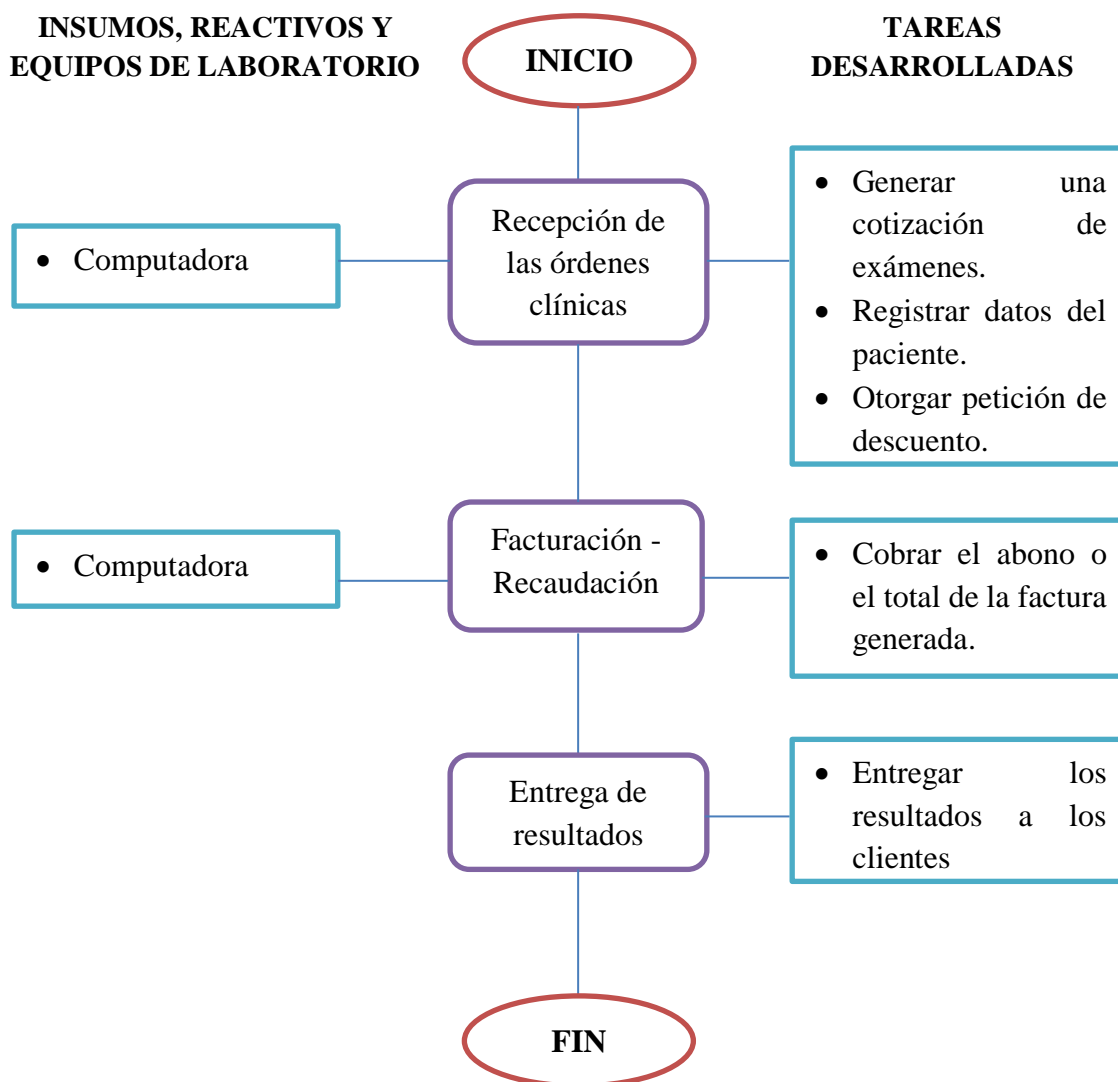 INSUMOS, REACTIVOS Y
EQUIPOS DE LABORATORIO
INICIO
TAREAS
DESARROLLADAS
• Computadora
Recepción de
las órdenes
clínicas
• Generar una
cotización de
exámenes.
• Registrar datos del
paciente.
• Otorgar petición de
descuento.
• Computadora
Facturación -
Recaudación
• Cobrar el abono o
el total de la factura
generada.
Entrega de
resultados
• Entregar los
resultados a los
clientes
FIN